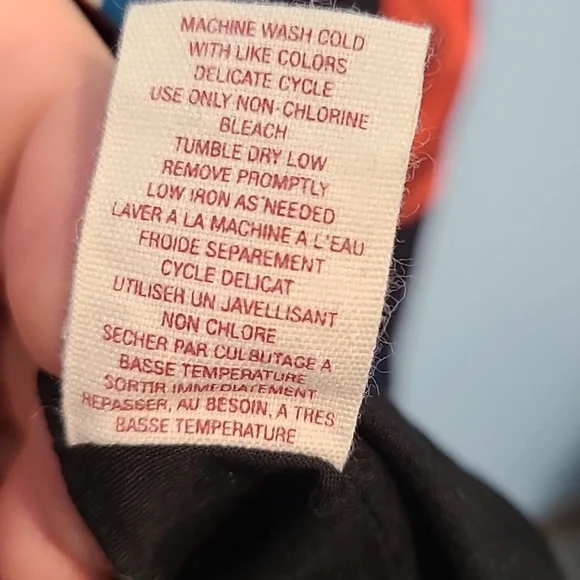 MACHINE WASH COLD
WITH LIKE COLORS
DELICATE CYCLE
USE ONLY NON-CHLORINE
BLEACH
TUMBLE DRY LOW
REMOVE PROMPTLY
LOW IRON AS NEEDED
LAVER A LA MACHINE A L'EAU
FROIDE SEPAREMENT
CYCLE DELICAT
UTILISER UN JAVELLISANT
NON CHLORE
SECHER PAR CULBUTAGE A
BASSE TEMPERATURE
SORTIR IMMEDIATEMENT
REPASSER, AU BESOIN, A TRES
BASSE TEMPERATURE